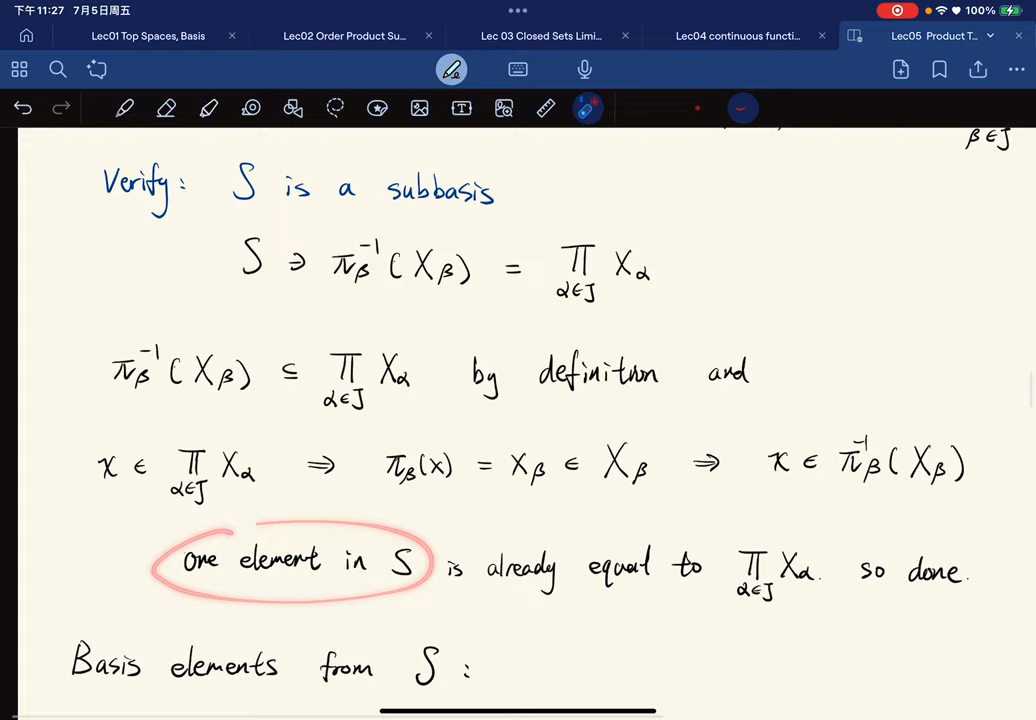 下午11:27 7月5日周五
100%
Lec01 Top Spaces, Basis
Lec02 Order Product Su...
Lec 03 Closed Sets Limi...
Lec04 continuous functi...
Lec05 Product T...
β∈J
Verify: S is a subbasis
S ∋ π_β^{-1}(X_β) = ∏_{α∈J} X_α
π_β^{-1}(X_β) ⊆ ∏_{α∈J} X_α by definition and
x ∈ ∏_{α∈J} X_α ⇒ π_β(x) = x_β ∈ X_β ⇒ x ∈ π_β^{-1}(X_β)
One element in S is already equal to ∏_{α∈J} X_α. so done.
Basis elements from S :